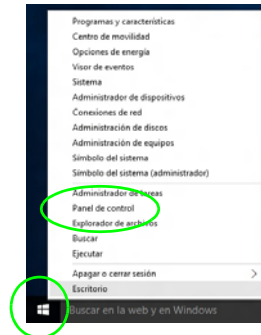 Programas y características
Centro de movilidad
Opciones de energía
Visor de eventos
Sistema
Administrador de dispositivos
Conexiones de red
Administración de discos
Administración de equipos
Símbolo del sistema
Símbolo del sistema (administrador)
Administrador de tareas
Panel de control
Explorador de archivos
Buscar
Ejecutar
Apagar o cerrar sesión
Escritorio
Buscar en la web y en Windows